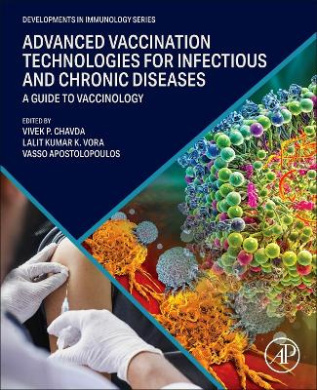 DEVELOPMENTS IN IMMUNOLOGY SERIES
ADVANCED VACCINATION
TECHNOLOGIES FOR INFECTIOUS
AND CHRONIC DISEASES
A GUIDE TO VACCINOLOGY
EDITED BY
VIVEK P. CHAVDA
LALIT KUMAR K. VORA
VASSO APOSTOLOPOULOS
AP